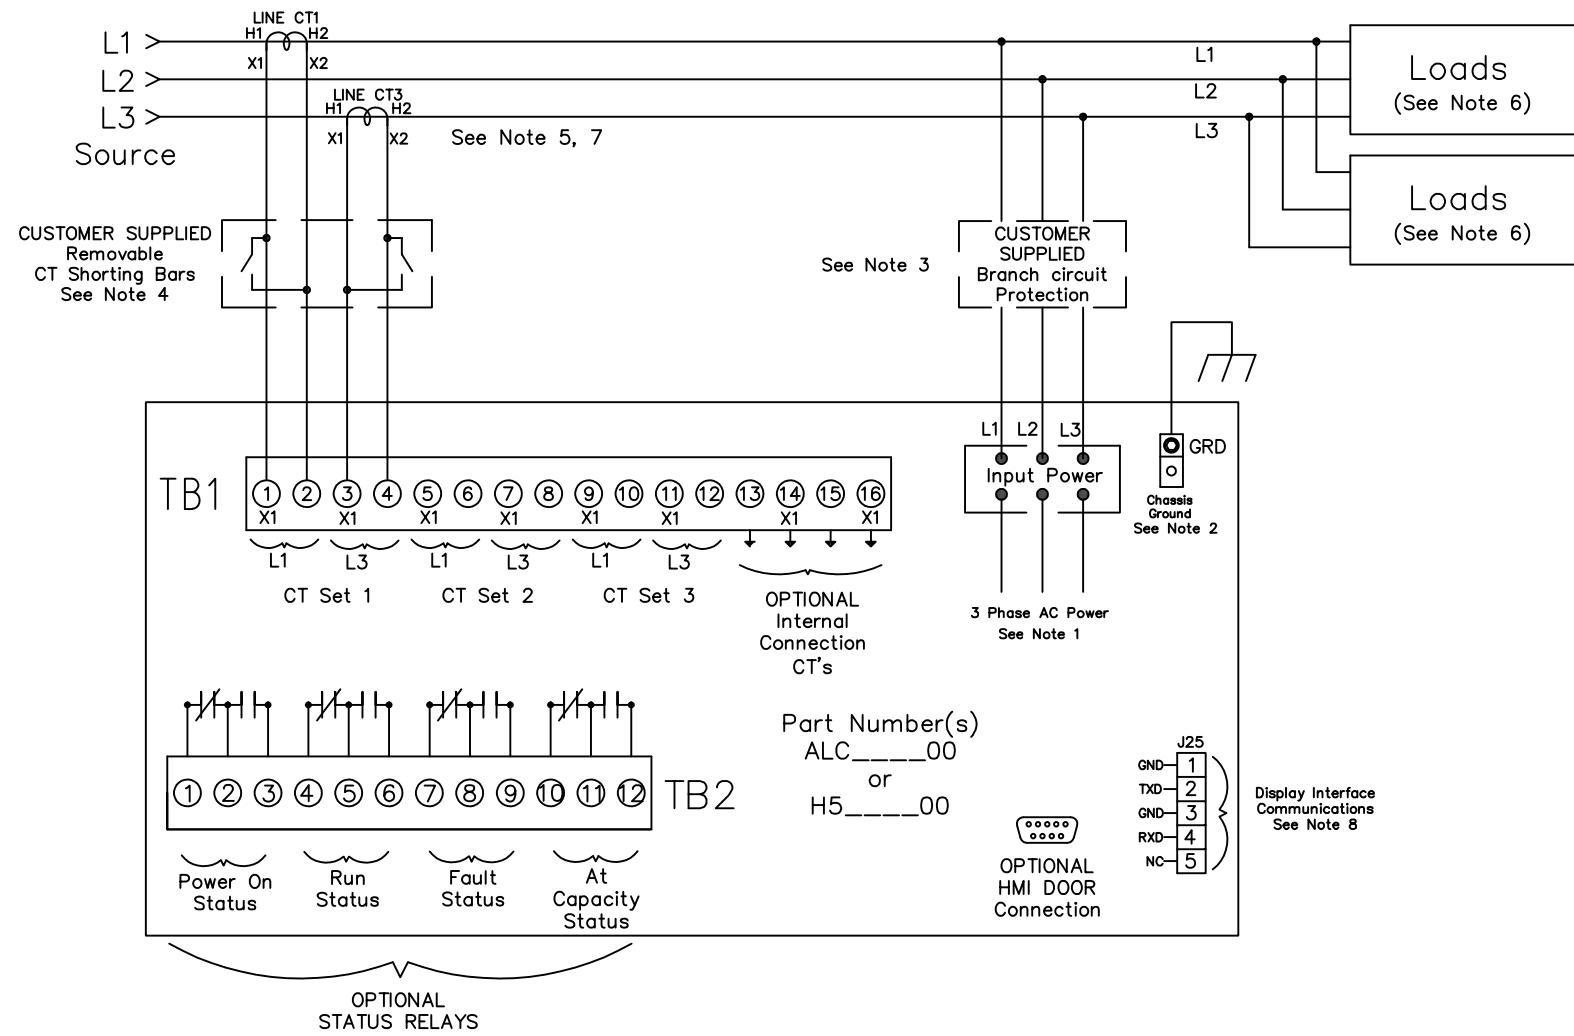 LINE CT1
H1 H2
L1
X1 X2
L1
L2
LINE CT3
H1 H2
L2
L3
X1 X2
See Note 5, 7
L3
Source
Loads
(See Note 6)
Loads
(See Note 6)
CUSTOMER SUPPLIED
Removable
CT Shorting Bars
See Note 4
See Note 3
CUSTOMER
SUPPLIED
Branch circuit
Protection
L1 L2 L3
Input Power
GRD
Chassis
Ground
See Note 2
TB1
1 2 3 4 5 6 7 8 9 10 11 12 13 14 15 16
X1 X1 X1 X1 X1 X1 X1 X1
L1 L3 L1 L3 L1 L3
CT Set 1 CT Set 2 CT Set 3
OPTIONAL
Internal
Connection
CT's
3 Phase AC Power
See Note 1
Part Number(s)
ALC____00
or
H5____00
TB2
1 2 3 4 5 6 7 8 9 10 11 12
Power On
Status
Run
Status
Fault
Status
At
Capacity
Status
OPTIONAL
HMI DOOR
Connection
J25
GND 1
TXD 2
GND 3
RXD 4
NC 5
Display Interface
Communications
See Note 8
OPTIONAL
STATUS RELAYS